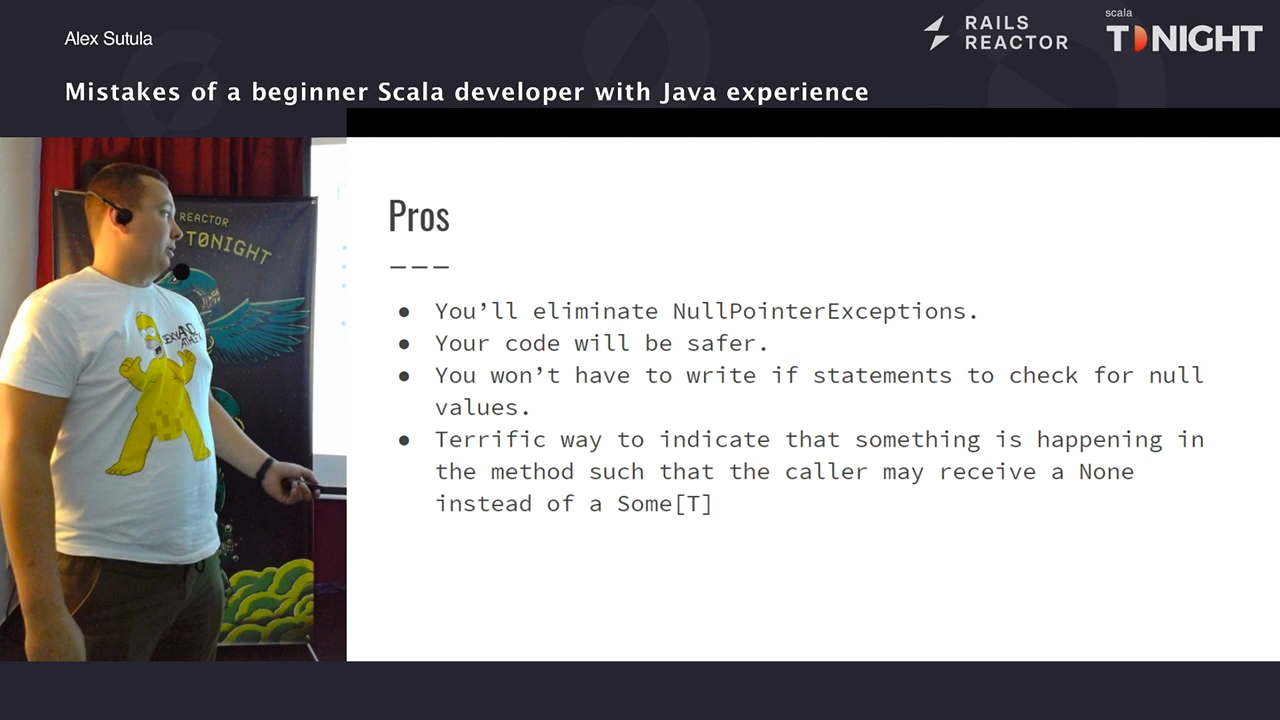 Alex Sutula
RAILS
REACTOR
scala
TONIGHT
Mistakes of a beginner Scala developer with Java experience
REACTOR
TONIGHT
Pros
———
● You’ll eliminate NullPointerExceptions.
● Your code will be safer.
● You won’t have to write if statements to check for null
values.
● Terrific way to indicate that something is happening in
the method such that the caller may receive a None
instead of a Some[T]